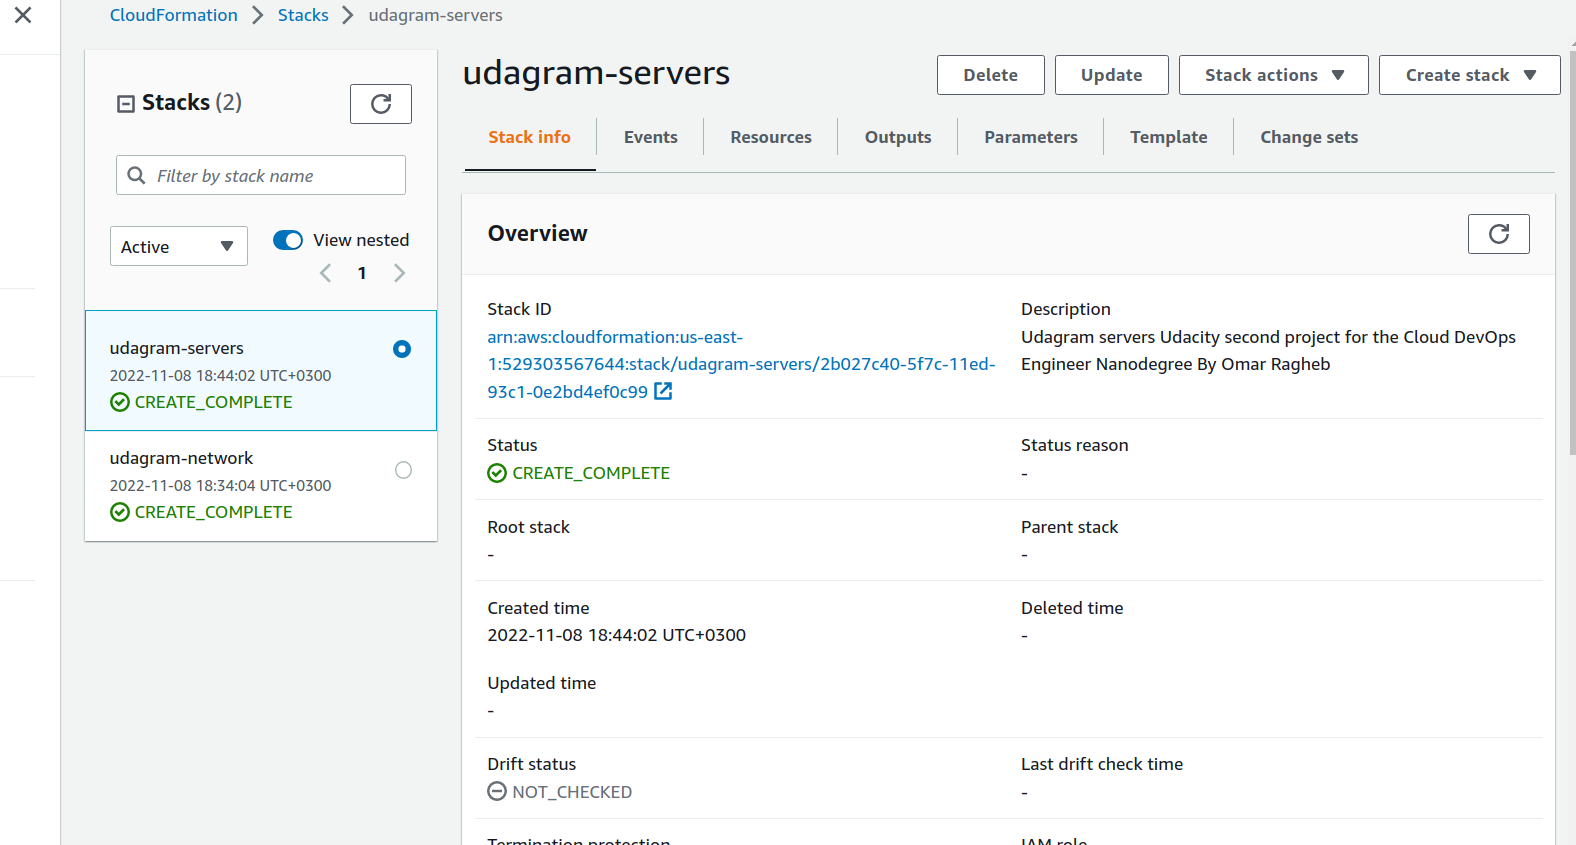 CloudFormation > Stacks > udagram-servers
Stacks (2)
Filter by stack name
Active
View nested
1
udagram-servers
2022-11-08 18:44:02 UTC+0300
CREATE_COMPLETE
udagram-network
2022-11-08 18:34:04 UTC+0300
CREATE_COMPLETE
udagram-servers
Delete
Update
Stack actions
Create stack
Stack info
Events
Resources
Outputs
Parameters
Template
Change sets
Overview
Stack ID
arn:aws:cloudformation:us-east-
1:529303567644:stack/udagram-servers/2b027c40-5f7c-11ed-
93c1-0e2bd4ef0c99
Description
Udagram servers Udacity second project for the Cloud DevOps
Engineer Nanodegree By Omar Ragheb
Status
CREATE_COMPLETE
Status reason
-
Root stack
-
Parent stack
-
Created time
2022-11-08 18:44:02 UTC+0300
Deleted time
-
Updated time
-
Drift status
NOT_CHECKED
Last drift check time
-
Termination protection
IAM role